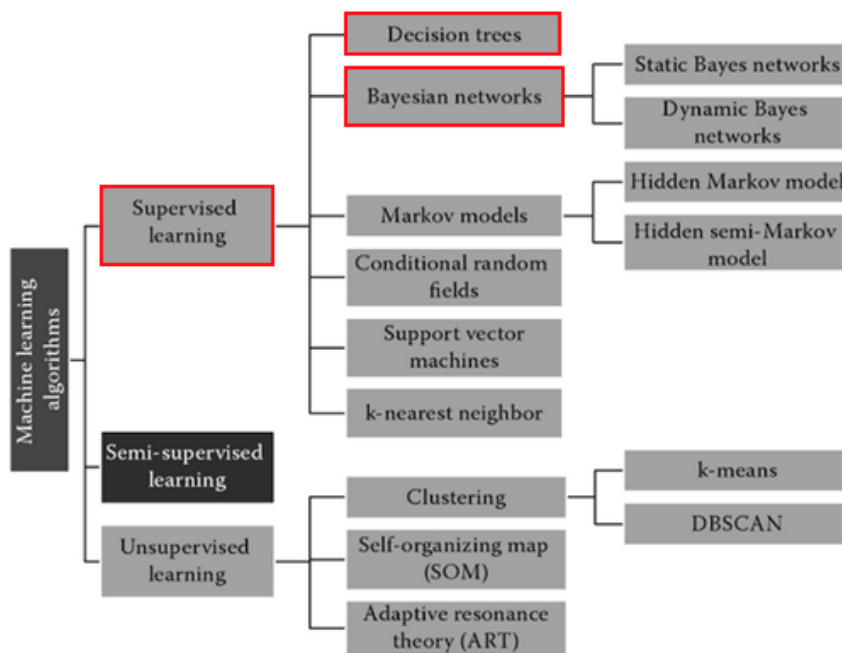 Decision trees
Bayesian networks
Static Bayes networks
Dynamic Bayes
networks
Supervised
learning
Markov models
Hidden Markov model
Hidden semi-Markov
model
Conditional random
fields
Support vector
machines
k-nearest neighbor
Machine learning
algorithms
Semi-supervised
learning
Unsupervised
learning
Clustering
k-means
DBSCAN
Self-organizing map
(SOM)
Adaptive resonance
theory (ART)